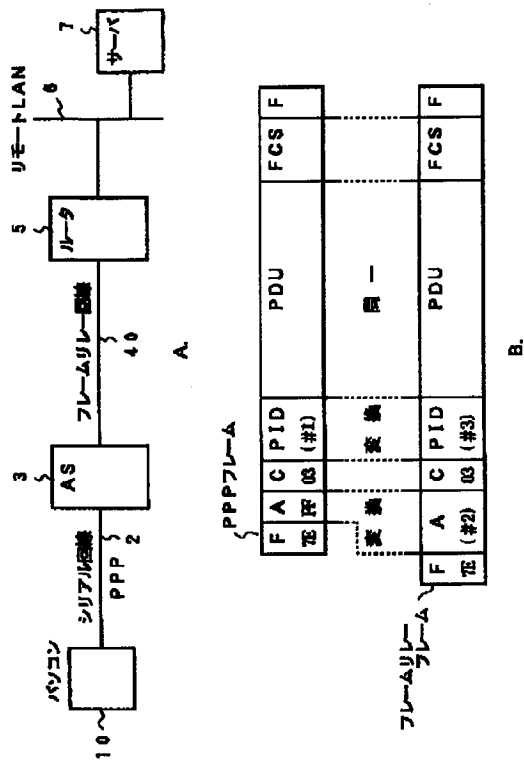 パソコン
10
シリアル回線
PPP
2
3
AS
フレームリレー回線
40
5
ルータ
リモートLAN
6
7
サーバ
A.
PPPフレーム
F A C PID PDU FCS F
7E FF 03 (#1)
変換 変換 同一
F A C PID PDU FCS F
7E (#2) 03 (#3)
フレームリレー
フレーム
B.